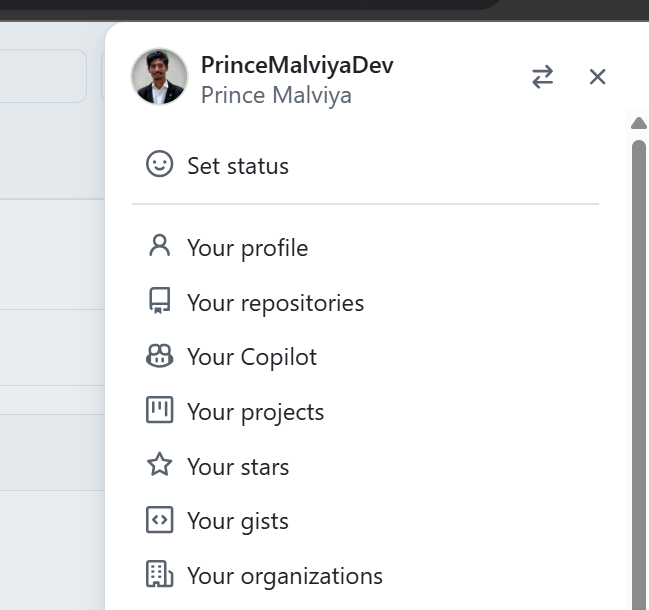 PrinceMalviyaDev
Prince Malviya
Set status
Your profile
Your repositories
Your Copilot
Your projects
Your stars
Your gists
Your organizations